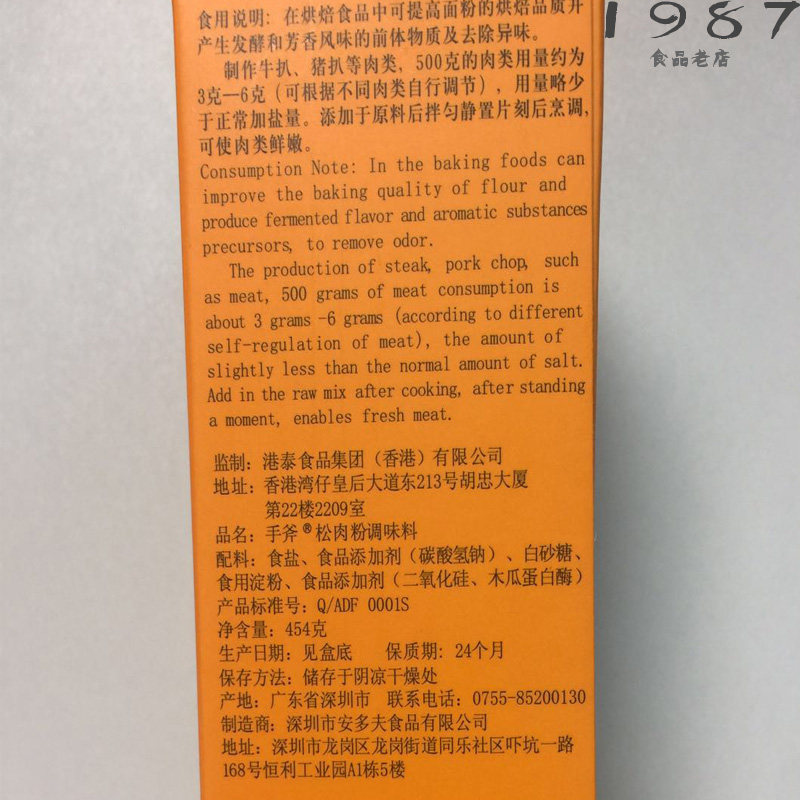 1987
食品老店
食用说明：在烘焙食品中可提高面粉的烘焙品质并
产生发酵和芳香风味的前体物质及去除异味。
制作牛扒、猪扒等肉类，500克的肉类用量约为
3克—6克（可根据不同肉类自行调节），用量略少
于正常加盐量。添加于原料后拌匀静置片刻后烹调，
可使肉类鲜嫩。
Consumption Note: In the baking foods can
improve the baking quality of flour and
produce fermented flavor and aromatic substances
precursors, to remove odor.
The production of steak, pork chop, such
as meat, 500 grams of meat consumption is
about 3 grams -6 grams (according to different
self-regulation of meat), the amount of
slightly less than the normal amount of salt.
Add in the raw mix after cooking, after standing
a moment, enables fresh meat.
监制：港泰食品集团（香港）有限公司
地址：香港湾仔皇后大道东213号胡忠大厦
第22楼2209室
品名：手斧®松肉粉调味料
配料：食盐、食品添加剂（碳酸氢钠）、白砂糖、
食用淀粉、食品添加剂（二氧化硅、木瓜蛋白酶）
产品标准号：Q/ADF 0001S
净含量：454克
生产日期：见盒底 保质期：24个月
保存方法：储存于阴凉干燥处
产地：广东省深圳市 联系电话：0755-85200130
制造商：深圳市安多夫食品有限公司
地址：深圳市龙岗区龙岗街道同乐社区吓坑一路
168号恒利工业园A1栋5楼